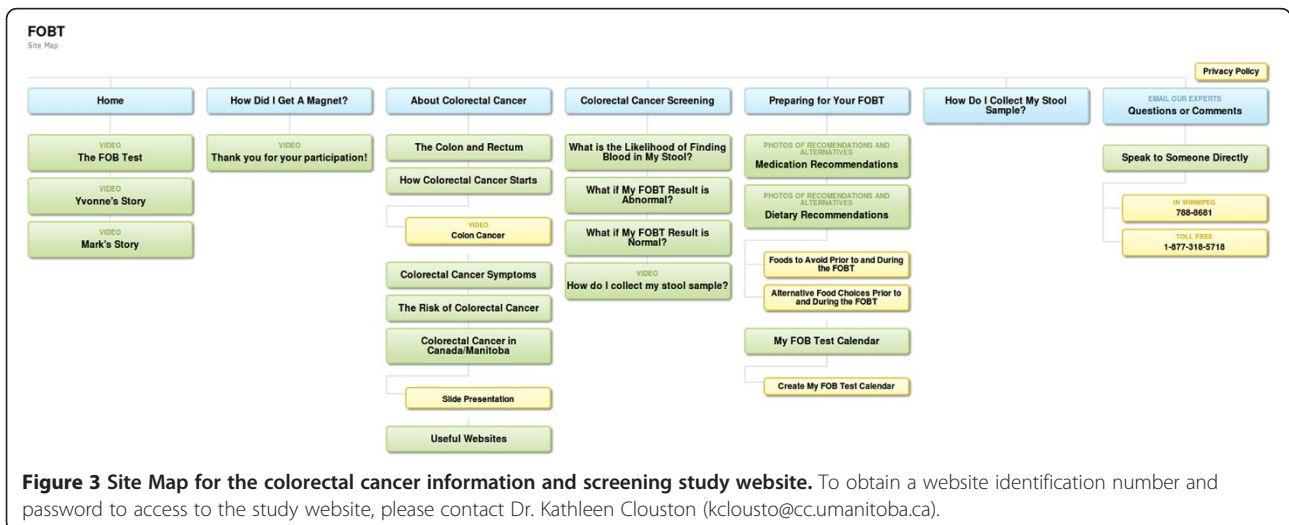 FOBT
Site Map
Privacy Policy
Home
VIDEO
The FOB Test
VIDEO
Yvonne's Story
VIDEO
Mark's Story
How Did I Get A Magnet?
VIDEO
Thank you for your participation!
About Colorectal Cancer
The Colon and Rectum
How Colorectal Cancer Starts
VIDEO
Colon Cancer
Colorectal Cancer Symptoms
The Risk of Colorectal Cancer
Colorectal Cancer in
Canada/Manitoba
Slide Presentation
Useful Websites
Colorectal Cancer Screening
What is the Likelihood of Finding
Blood in My Stool?
What if My FOBT Result is
Abnormal?
What if My FOBT Result is
Normal?
VIDEO
How do I collect my stool sample?
Preparing for Your FOBT
PHOTOS OF RECOMENDATIONS AND
ALTERNATIVES
Medication Recommendations
PHOTOS OF RECOMENDATIONS AND
ALTERNATIVES
Dietary Recommendations
Foods to Avoid Prior to and During
the FOBT
Alternative Food Choices Prior to
and During the FOBT
My FOB Test Calendar
Create My FOB Test Calendar
How Do I Collect My Stool
Sample?
EMAIL OUR EXPERTS
Questions or Comments
Speak to Someone Directly
IN WINNIPEG
788-8681
TOLL FREE
1-877-318-5718
Figure 3 Site Map for the colorectal cancer information and screening study website. To obtain a website identification number and
password to access to the study website, please contact Dr. Kathleen Clouston (kclousto@cc.umanitoba.ca).